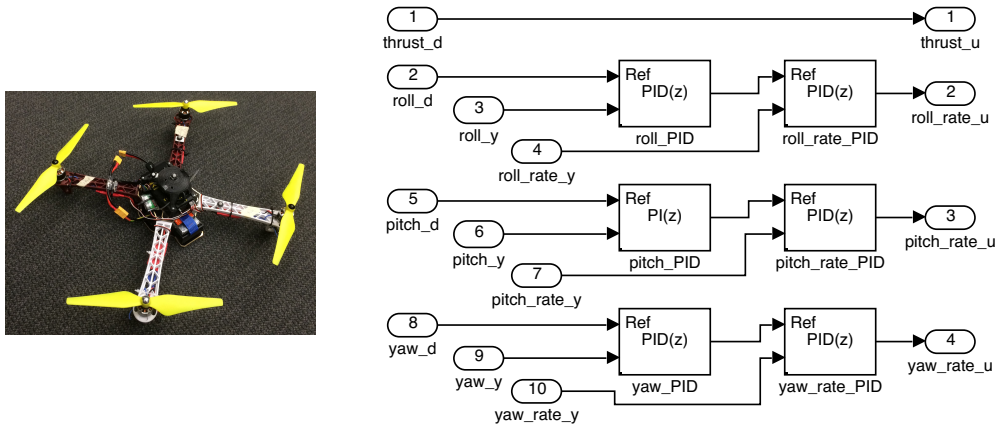 1
thrust_d
1
thrust_u
2
roll_d
3
roll_y
4
roll_rate_y
Ref
PID(z)
roll_PID
Ref
PID(z)
roll_rate_PID
2
roll_rate_u
5
pitch_d
6
pitch_y
7
pitch_rate_y
Ref
PI(z)
pitch_PID
Ref
PID(z)
pitch_rate_PID
3
pitch_rate_u
8
yaw_d
9
yaw_y
10
yaw_rate_y
Ref
PID(z)
yaw_PID
Ref
PID(z)
yaw_rate_PID
4
yaw_rate_u